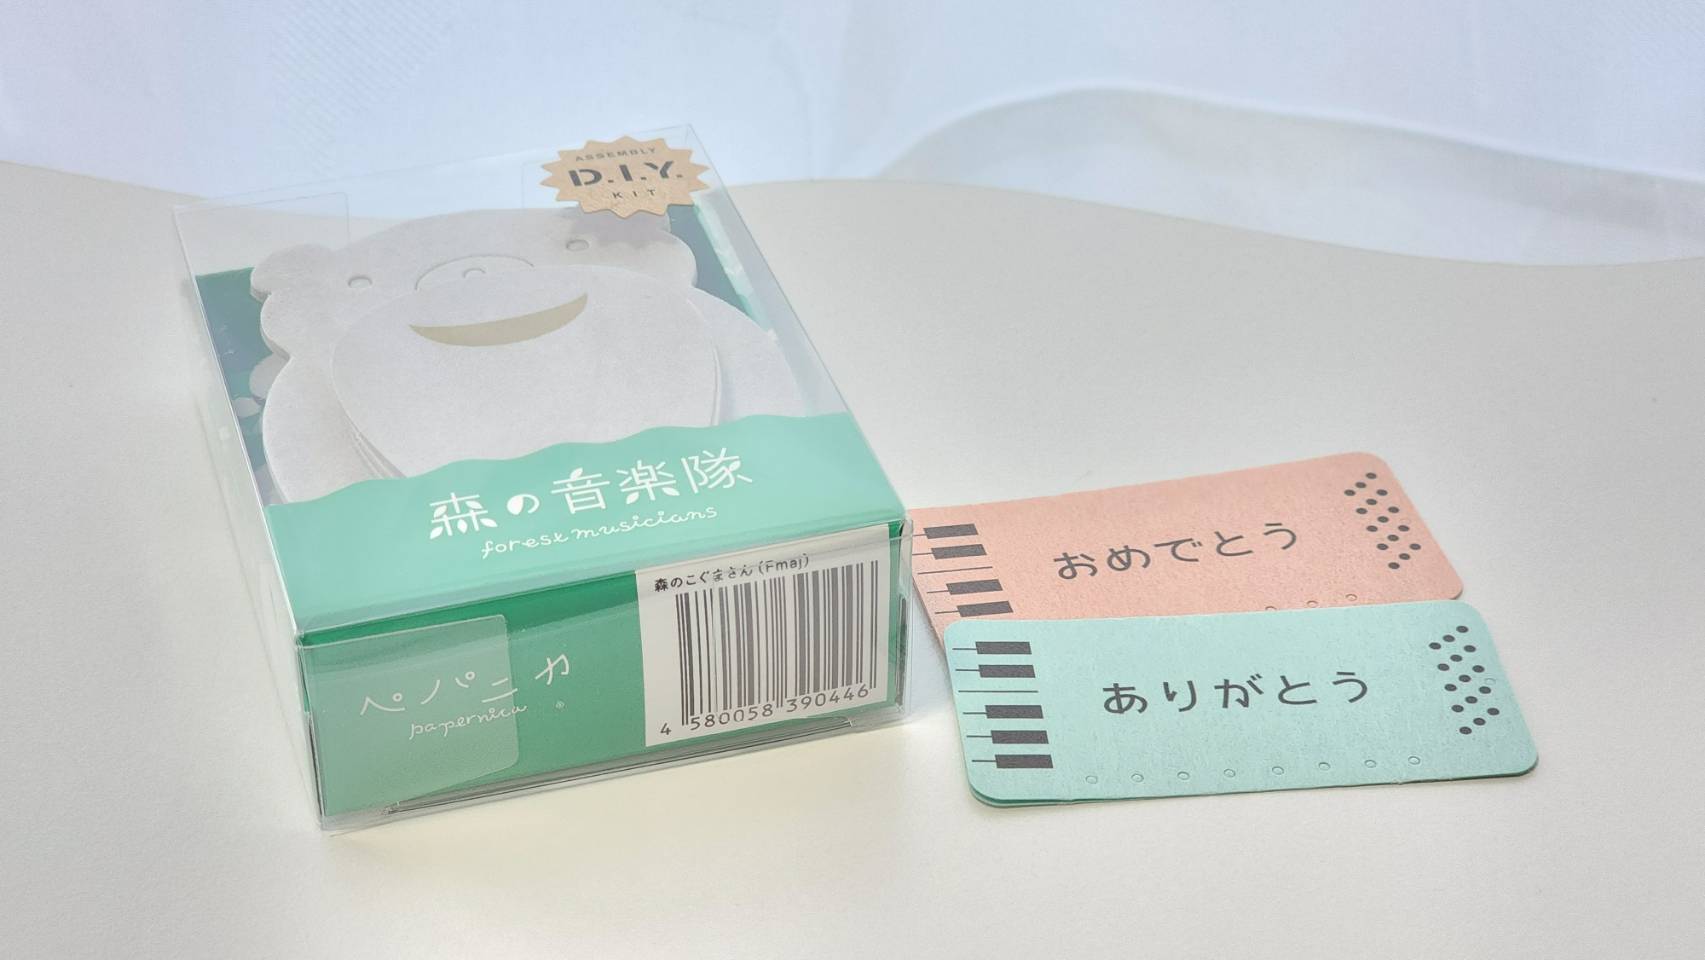 ASSEMBLY
D.I.Y.
KIT
森の音楽隊
forest musicians
森のこぐまさん(Fmaj)
ペパニカ
papernica
4 580058 390446
おめでとう
ありがとう